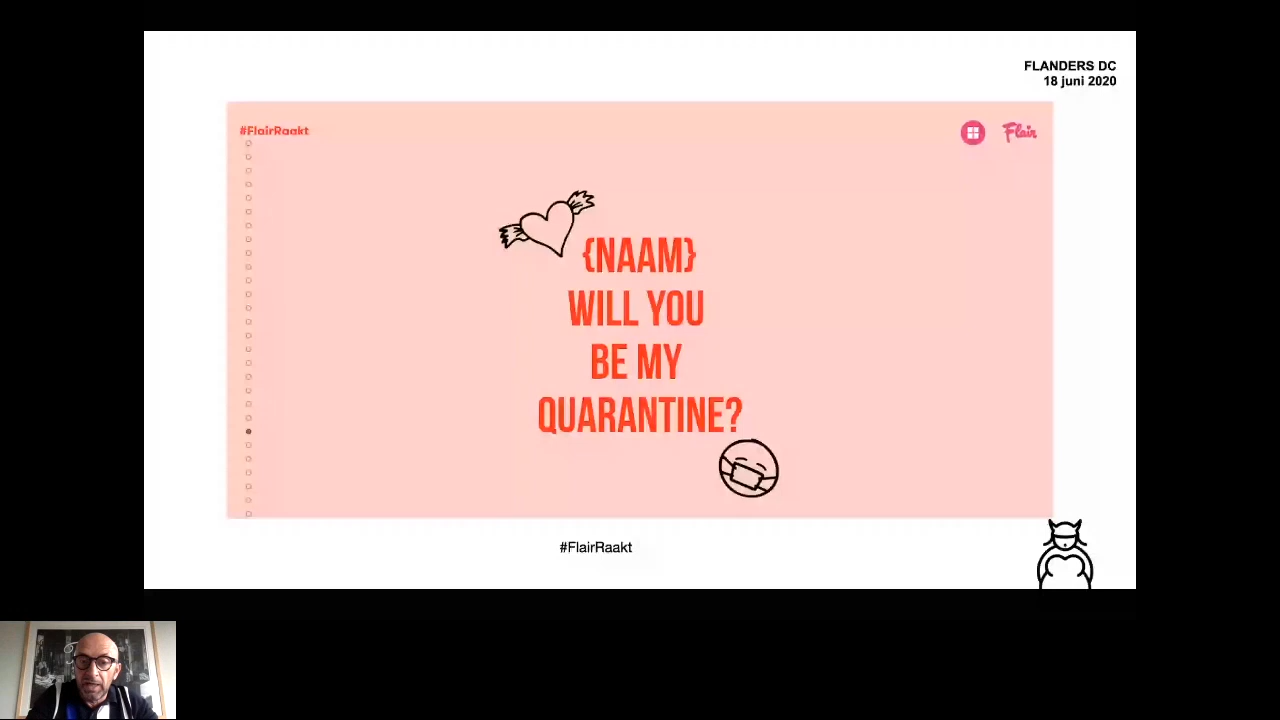 FLANDERS DC
18 juni 2020
#FlairRaakt
Flair
{NAAM}
WILL YOU
BE MY
QUARANTINE?
#FlairRaakt